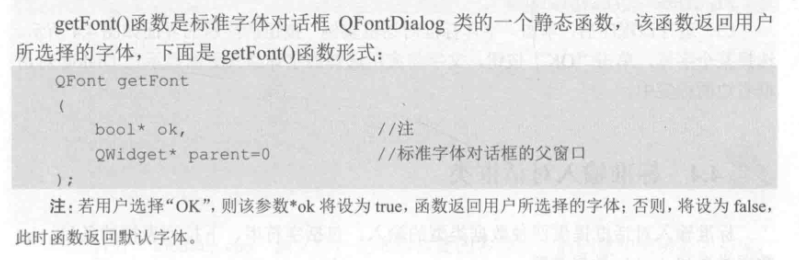 getFont()函数是标准字体对话框 QFontDialog 类的一个静态函数，该函数返回用户
所选择的字体，下面是 getFont()函数形式：
QFont getFont
(
bool* ok, //注
QWidget* parent=0 //标准字体对话框的父窗口
);
注：若用户选择“OK”，则该参数*ok 将设为 true，函数返回用户所选择的字体；否则，将设为 false，
此时函数返回默认字体。